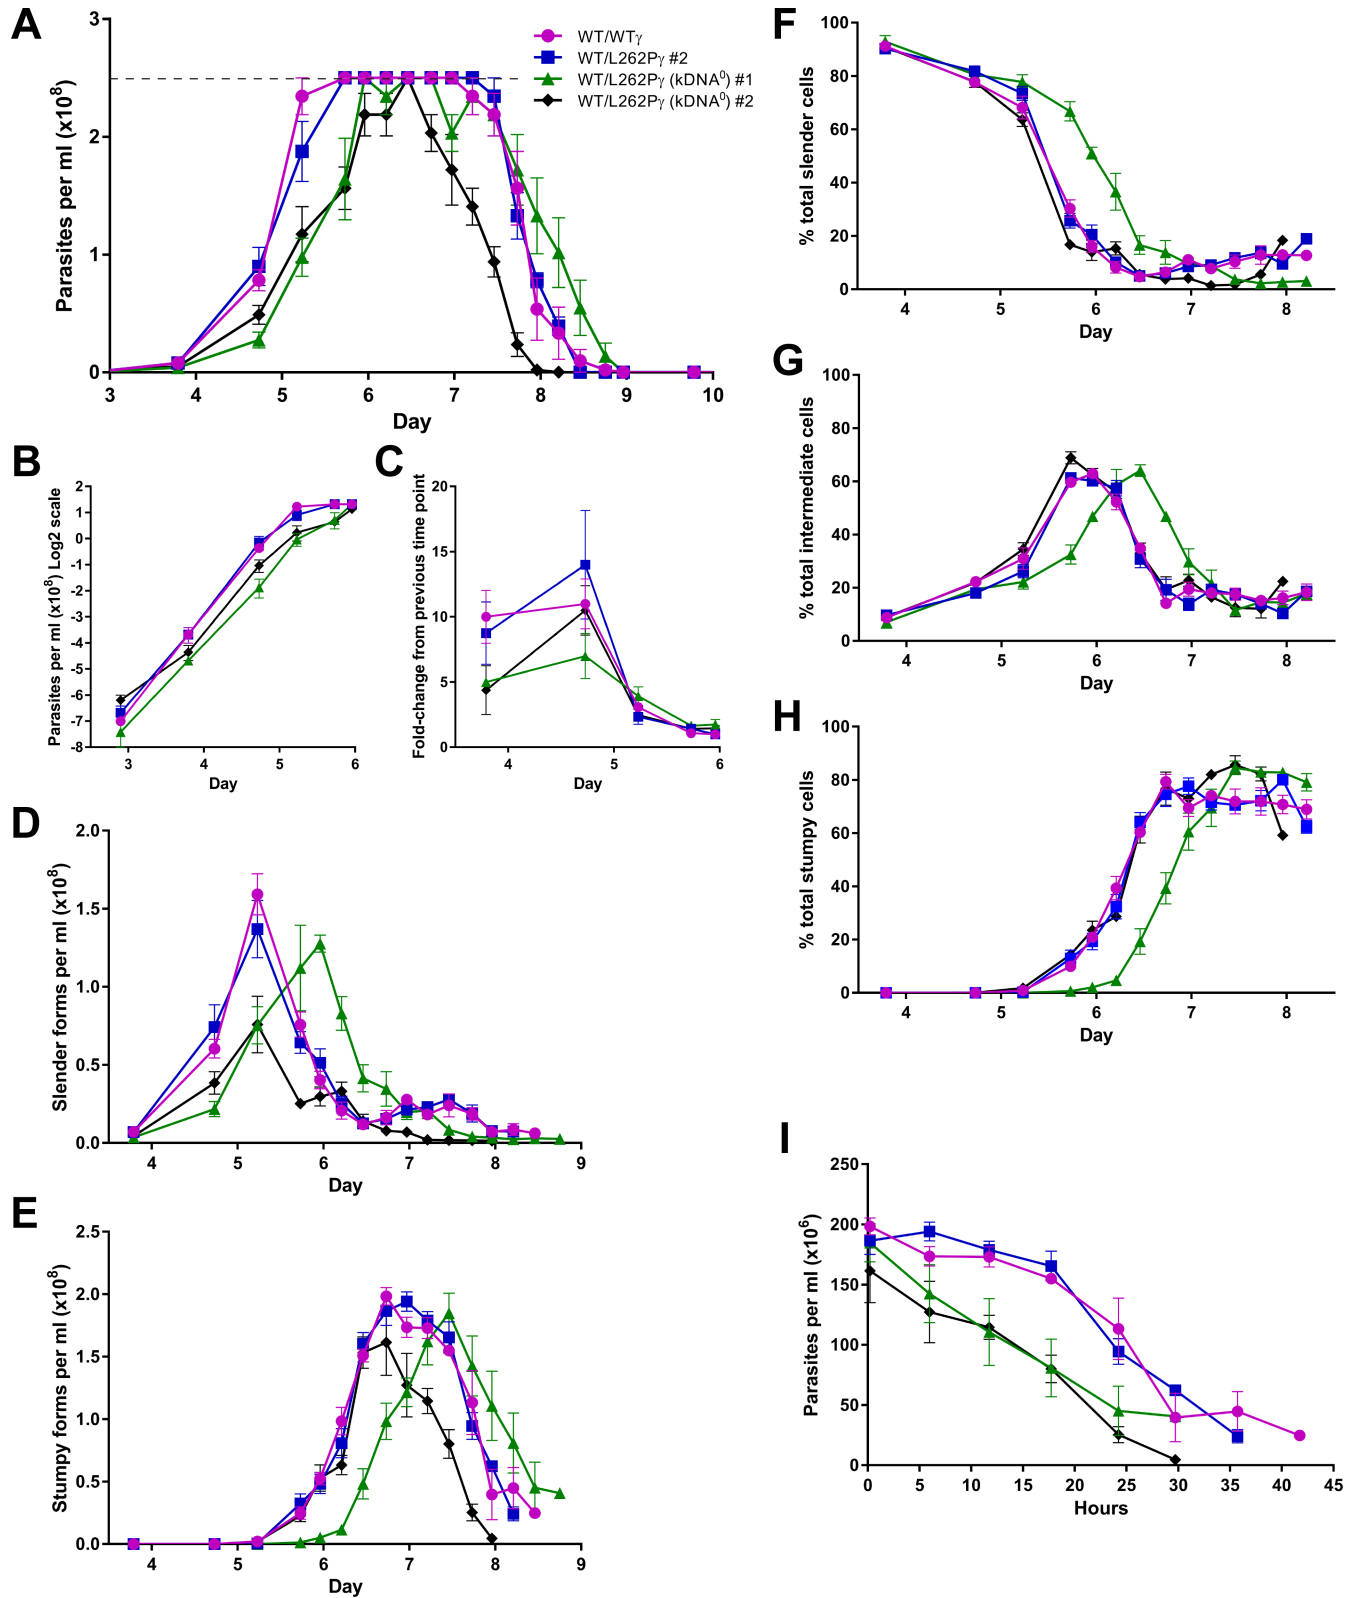 A
Parasites per ml (x10⁸)
3
2
1
0
3 4 5 6 7 8 9 10
Day
WT/WTγ
WT/L262Pγ #2
WT/L262Pγ (kDNA⁰) #1
WT/L262Pγ (kDNA⁰) #2
B
Parasites per ml (x10⁸) Log2 scale
2
1
0
-1
-2
-3
-4
-5
-6
-7
-8
3 4 5 6
Day
C
Fold-change from previous time point
20
15
10
5
0
4 5 6
Day
D
Slender forms per ml (x10⁸)
2.0
1.5
1.0
0.5
0.0
4 5 6 7 8 9
Day
E
Stumpy forms per ml (x10⁸)
2.5
2.0
1.5
1.0
0.5
0.0
4 5 6 7 8 9
Day
F
% total slender cells
100
80
60
40
20
0
4 5 6 7 8
Day
G
% total intermediate cells
100
80
60
40
20
0
4 5 6 7 8
Day
H
% total stumpy cells
100
80
60
40
20
0
4 5 6 7 8
Day
I
Parasites per ml (x10⁶)
250
200
150
100
50
0
0 5 10 15 20 25 30 35 40 45
Hours